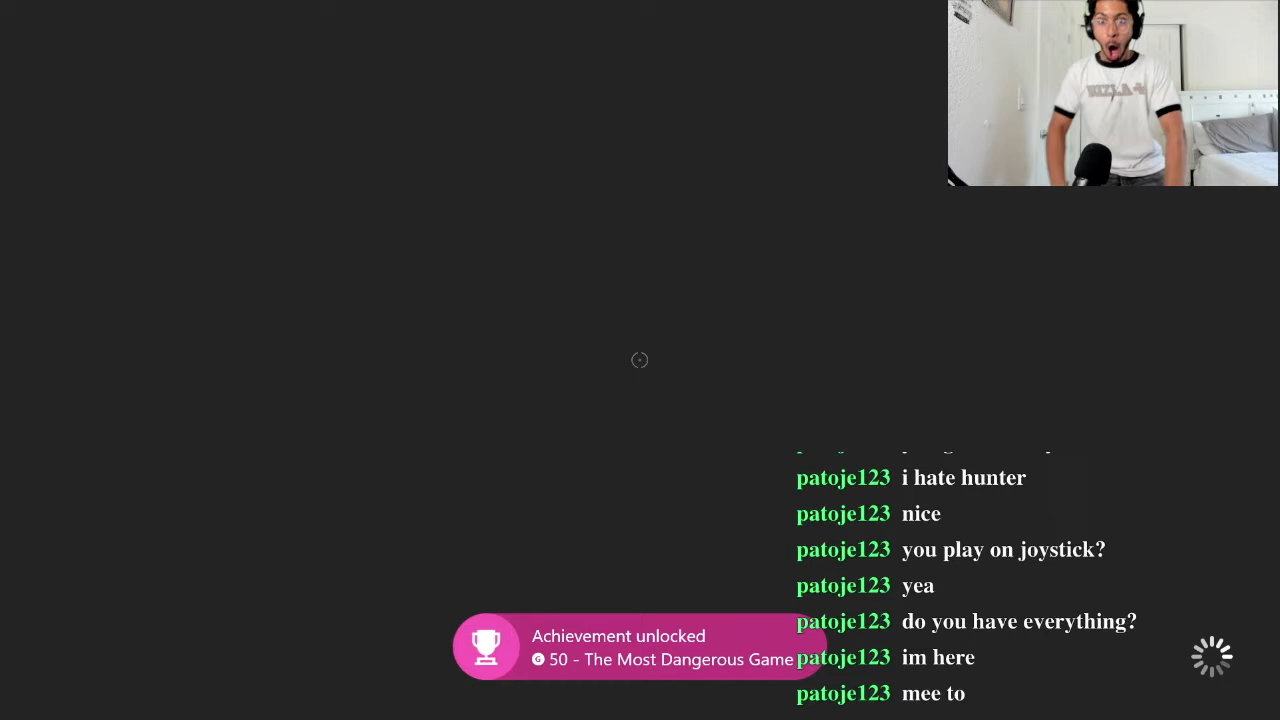 patoje123 i hate hunter
patoje123 nice
patoje123 you play on joystick?
patoje123 yea
patoje123 do you have everything?
Achievement unlocked
G 50 - The Most Dangerous Game
patoje123 im here
patoje123 mee to